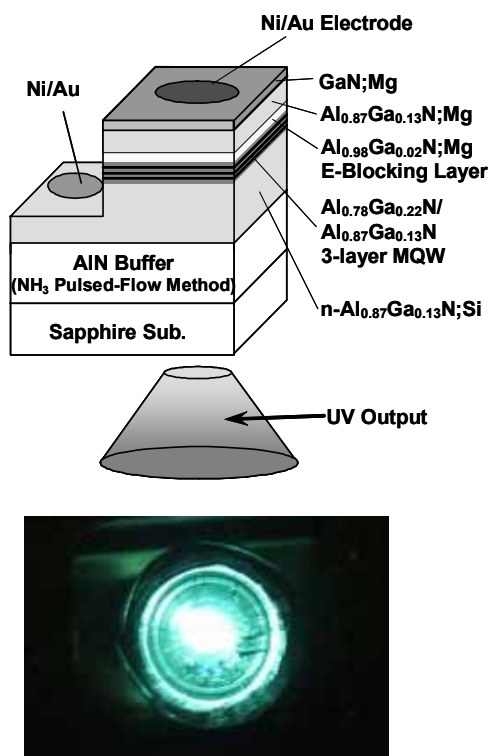 Ni/Au Electrode
Ni/Au
GaN;Mg
Al0.87Ga0.13N;Mg
Al0.98Ga0.02N;Mg
E-Blocking Layer
Al0.78Ga0.22N/
Al0.87Ga0.13N
3-layer MQW
n-Al0.87Ga0.13N;Si
AlN Buffer
(NH3 Pulsed-Flow Method)
Sapphire Sub.
UV Output